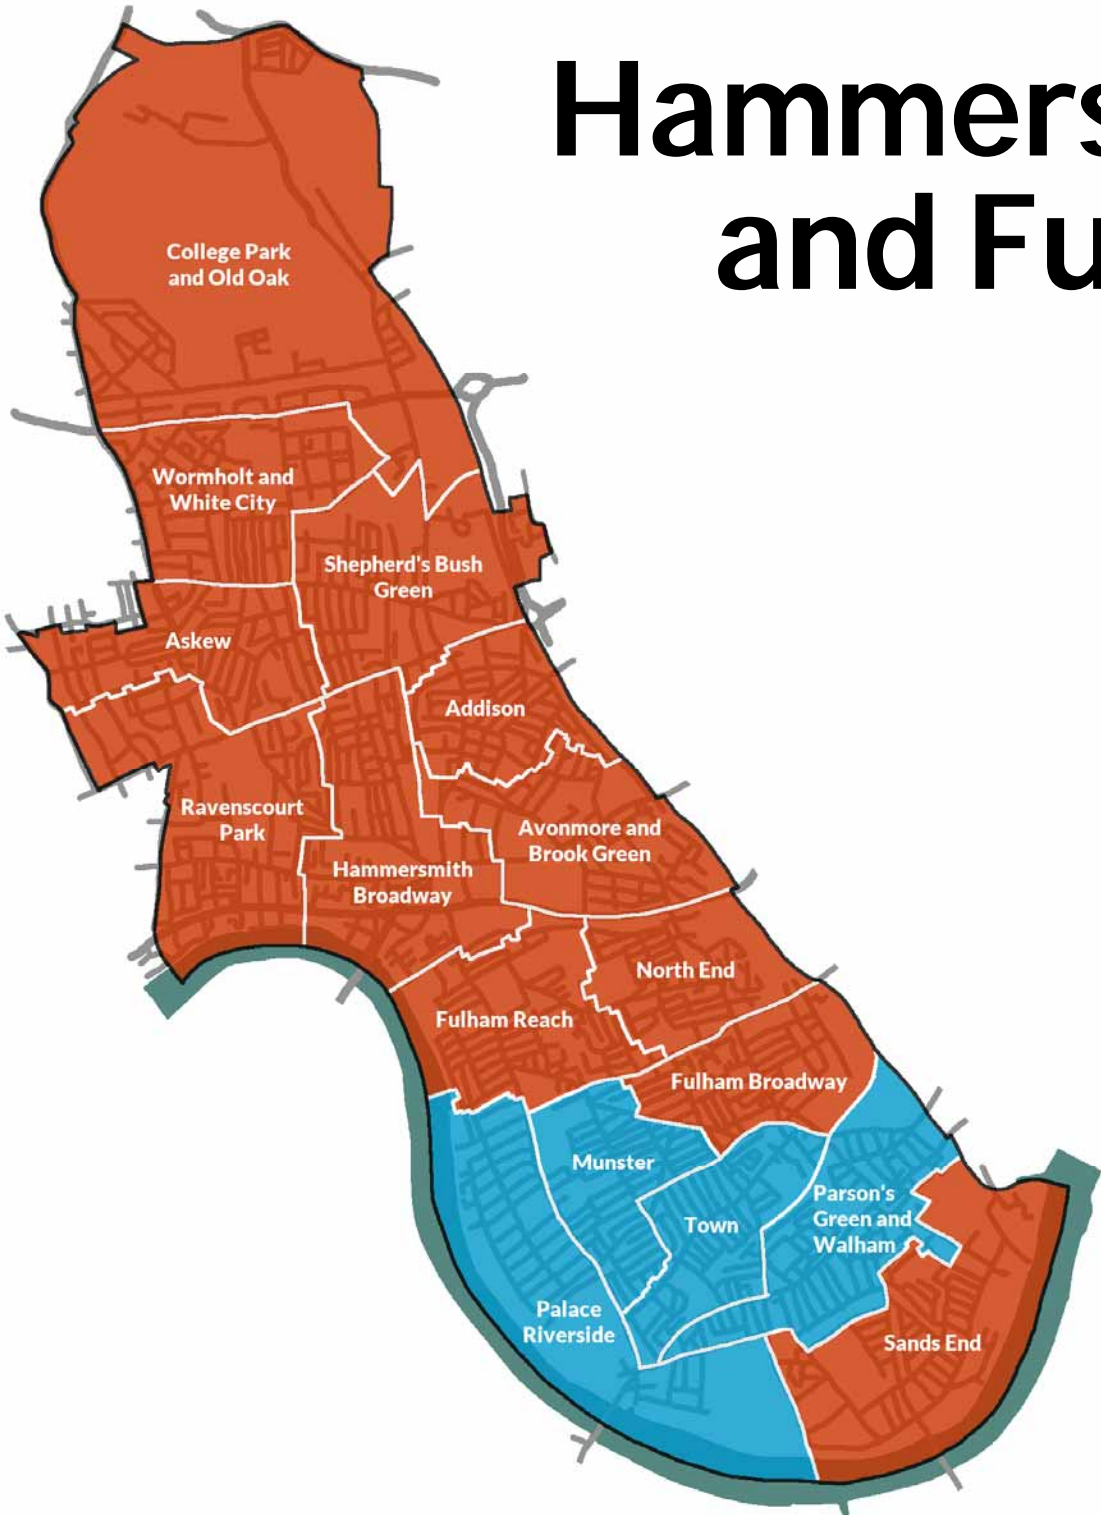 Hammers
and Fu
College Park
and Old Oak
Wormholt and
White City
Shepherd's Bush
Green
Askew
Addison
Ravenscourt
Park
Avonmore and
Brook Green
Hammersmith
Broadway
North End
Fulham Reach
Fulham Broadway
Munster
Parson's
Green and
Walham
Town
Palace
Riverside
Sands End